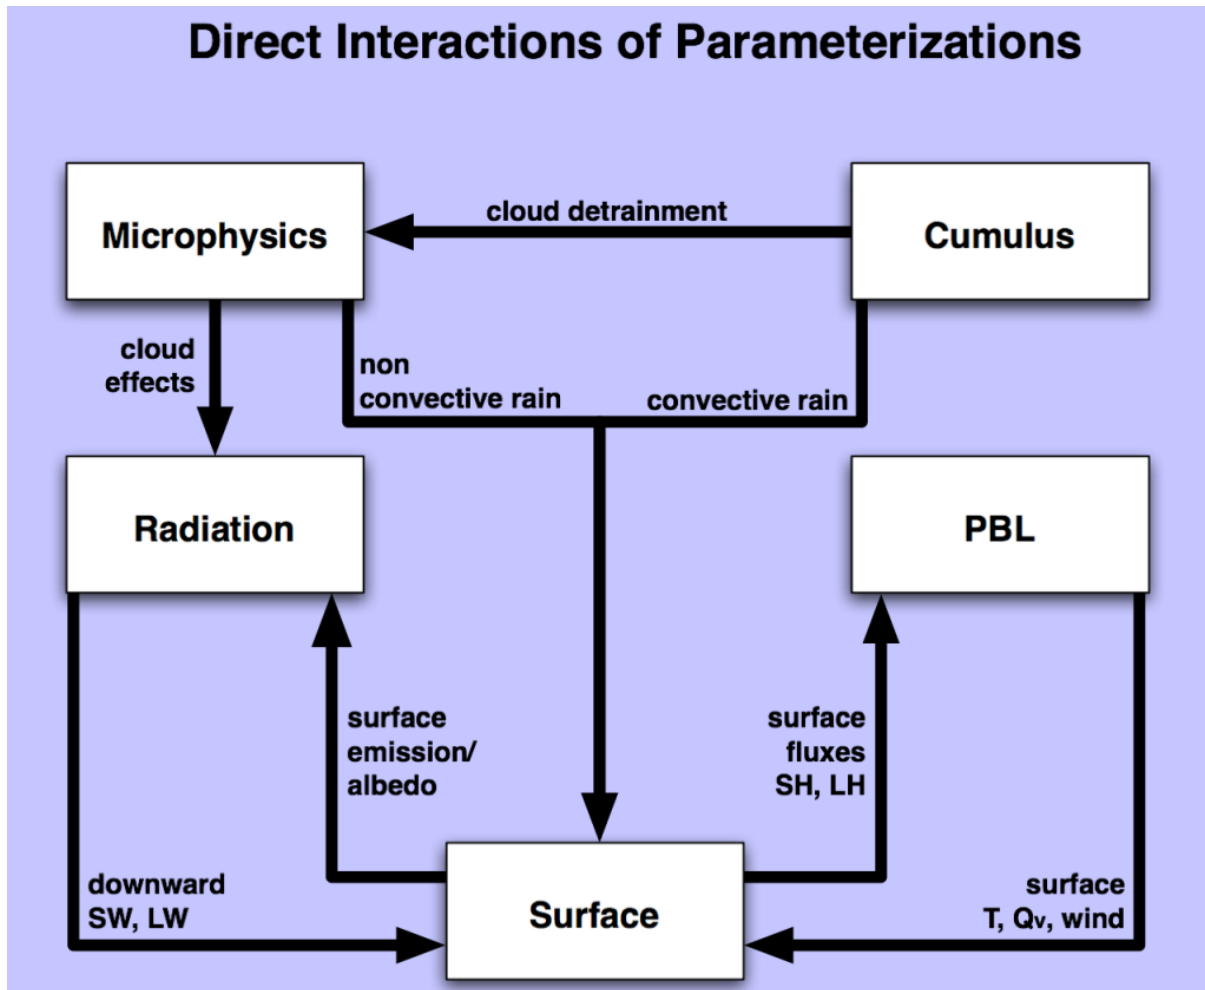 Direct Interactions of Parameterizations
Microphysics
cloud detrainment
Cumulus
cloud
effects
non
convective rain
convective rain
Radiation
PBL
surface
emission/
albedo
surface
fluxes
SH, LH
downward
SW, LW
Surface
surface
T, Qv, wind